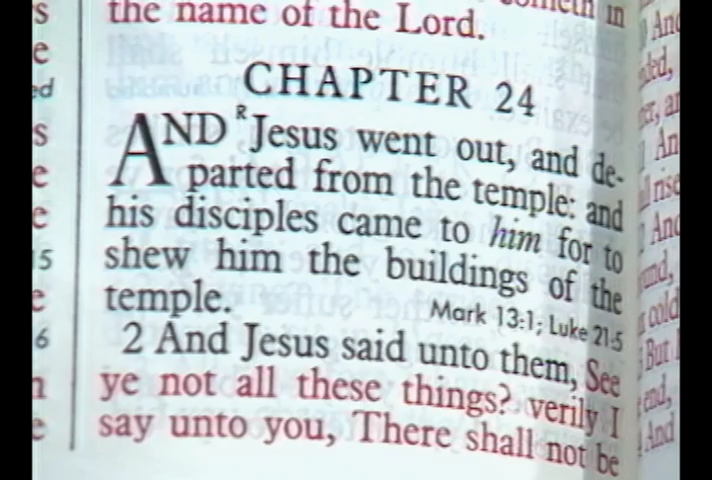 cometh in
the name of the Lord.
CHAPTER 24
AND R Jesus went out, and de-
parted from the temple: and
his disciples came to him for to
shew him the buildings of the
temple.
Mark 13:1; Luke 21:5
2 And Jesus said unto them, See
ye not all these things? verily I
say unto you, There shall not be